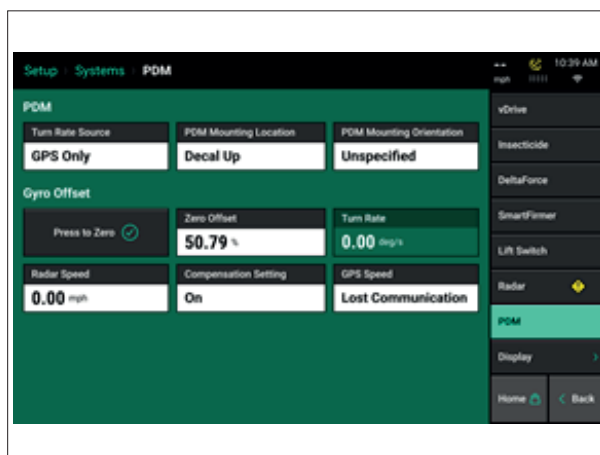 Setup Systems PDM
-- mph
10:39 AM
PDM
Turn Rate Source
GPS Only
PDM Mounting Location
Decal Up
PDM Mounting Orientation
Unspecified
Gyro Offset
Press to Zero
Zero Offset
50.79 %
Turn Rate
0.00 deg/s
Radar Speed
0.00 mph
Compensation Setting
On
GPS Speed
Lost Communication
vDrive
Insecticide
DeltaForce
SmartFirmer
Lift Switch
Radar
PDM
Display >
Home
< Back